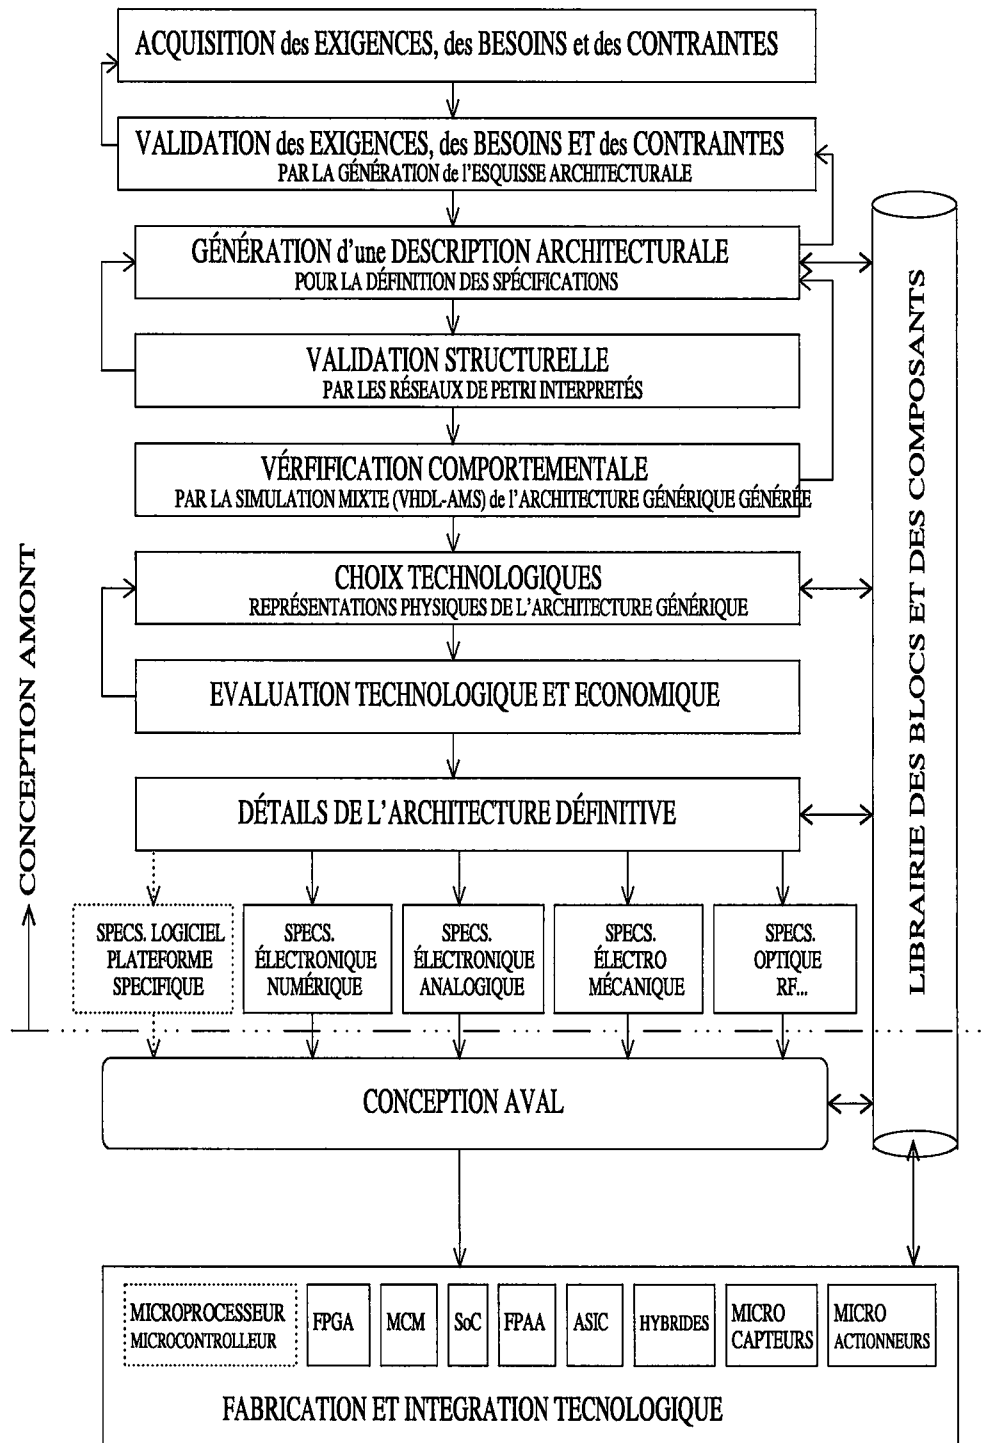 ACQUISITION des EXIGENCES, des BESOINS et des CONTRAINTES
VALIDATION des EXIGENCES, des BESOINS ET des CONTRAINTES
PAR LA GÉNÉRATION de l'ESQUISSE ARCHITECTURALE
GÉNÉRATION d'une DESCRIPTION ARCHITECTURALE
POUR LA DÉFINITION DES SPÉCIFICATIONS
VALIDATION STRUCTURELLE
PAR LES RÉSEAUX DE PETRI INTERPRETÉS
VÉRFIFICATION COMPORTEMENTALE
PAR LA SIMULATION MIXTE (VHDL-AMS) de l'ARCHITECTURE GÉNÉRIQUE GÉNÉRÉE
CHOIX TECHNOLOGIQUES
REPRÉSENTATIONS PHYSIQUES DE L'ARCHITECTURE GÉNÉRIQUE
EVALUATION TECHNOLOGIQUE ET ECONOMIQUE
DÉTAILS DE L'ARCHITECTURE DÉFINITIVE
SPECS. LOGICIEL
PLATEFORME
SPECIFIQUE
SPECS.
ÉLECTRONIQUE
NUMÉRIQUE
SPECS.
ÉLECTRONIQUE
ANALOGIQUE
SPECS.
ÉLECTRO
MÉCANIQUE
SPECS.
OPTIQUE
RF...
CONCEPTION AMONT
LIBRAIRIE DES BLOCS ET DES COMPOSANTS
CONCEPTION AVAL
MICROPROCESSEUR
MICROCONTROLLEUR
FPGA
MCM
SoC
FPAA
ASIC
HYBRIDES
MICRO
CAPTEURS
MICRO
ACTIONNEURS
FABRICATION ET INTEGRATION TECNOLOGIQUE